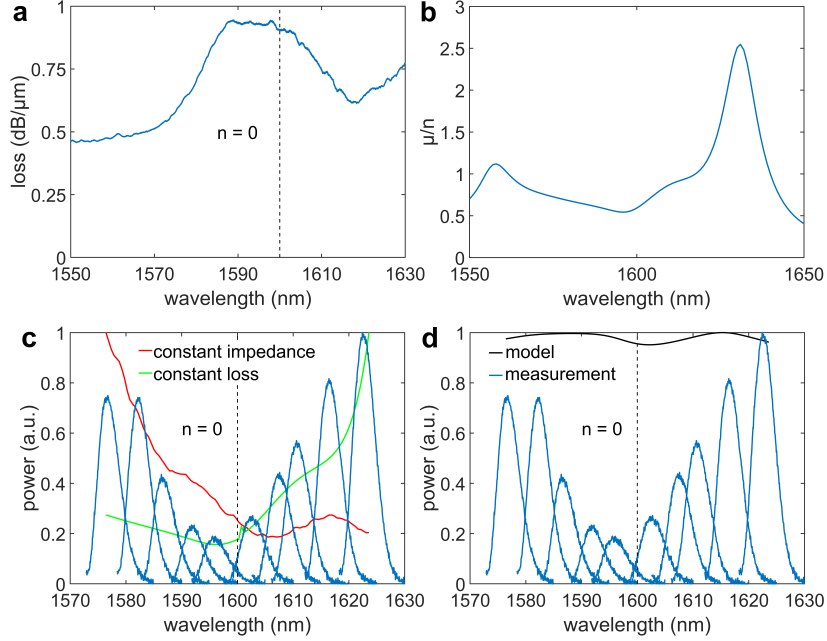 a
1
0.75
0.5
0.25
0
loss (dB/μm)
n = 0
1550
1570
1590
1610
1630
wavelength (nm)
b
3
2.5
2
1.5
1
0.5
0
μ/n
1550
1600
1650
wavelength (nm)
c
1
0.8
0.6
0.4
0.2
0
power (a.u.)
constant impedance
constant loss
n = 0
1570
1580
1590
1600
1610
1620
1630
wavelength (nm)
d
1
0.8
0.6
0.4
0.2
0
power (a.u.)
model
measurement
n = 0
1570
1580
1590
1600
1610
1620
1630
wavelength (nm)